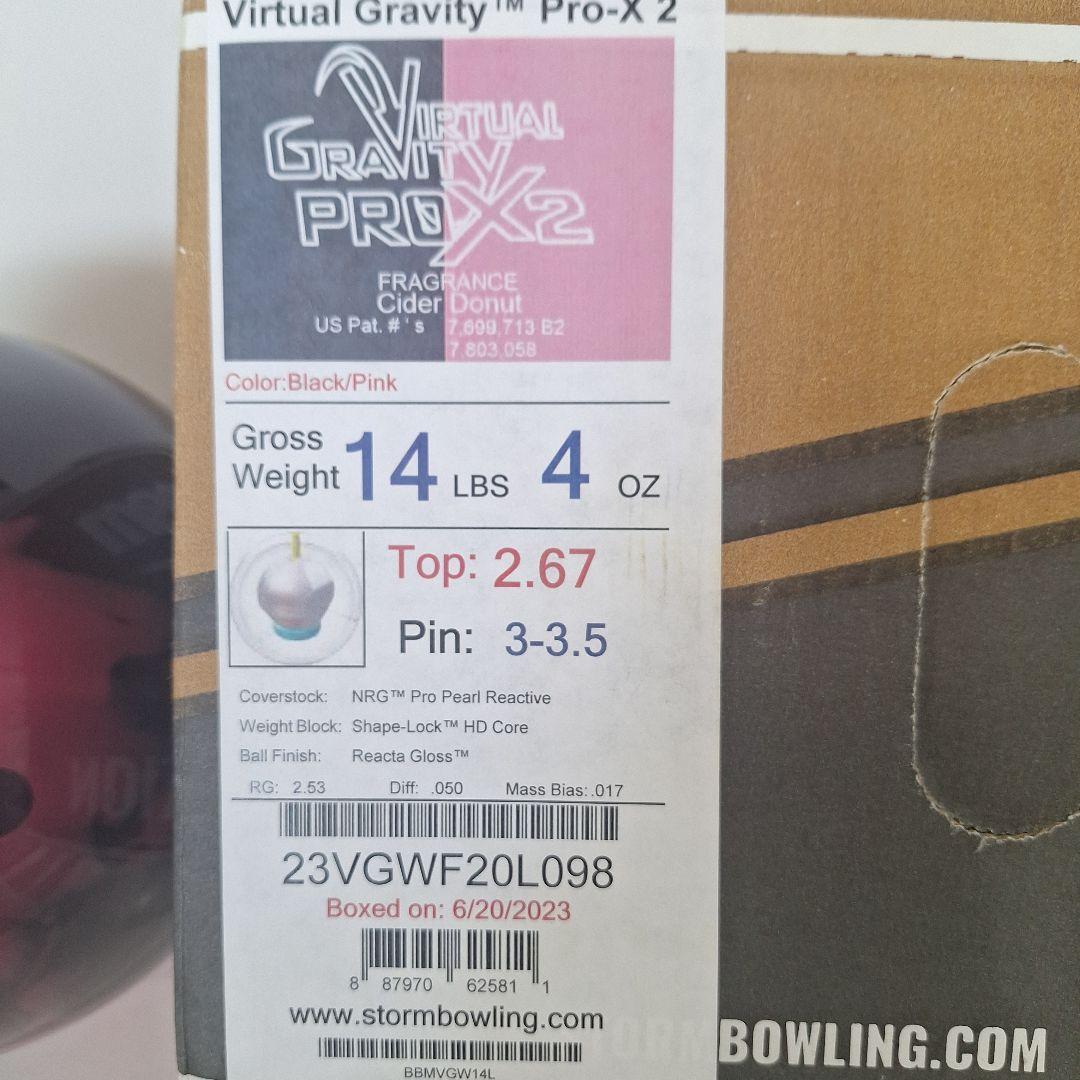 Virtual Gravity™ Pro-X 2
VIRTUAL
GRAVITY
PRO X2
FRAGRANCE
Cider Donut
US Pat. # ' s 7,699,713 B2
7,803,058
Color:Black/Pink
Gross
Weight 14 LBS 4 OZ
Top: 2.67
Pin: 3-3.5
Coverstock: NRG™ Pro Pearl Reactive
Weight Block: Shape-Lock™ HD Core
Ball Finish: Reacta Gloss™
RG: 2.53 Diff: .050 Mass Bias: .017
23VGWF20L098
Boxed on: 6/20/2023
8 87970 62581 1
www.stormbowling.com
BBMVGW14L
STORMBOWLING.COM